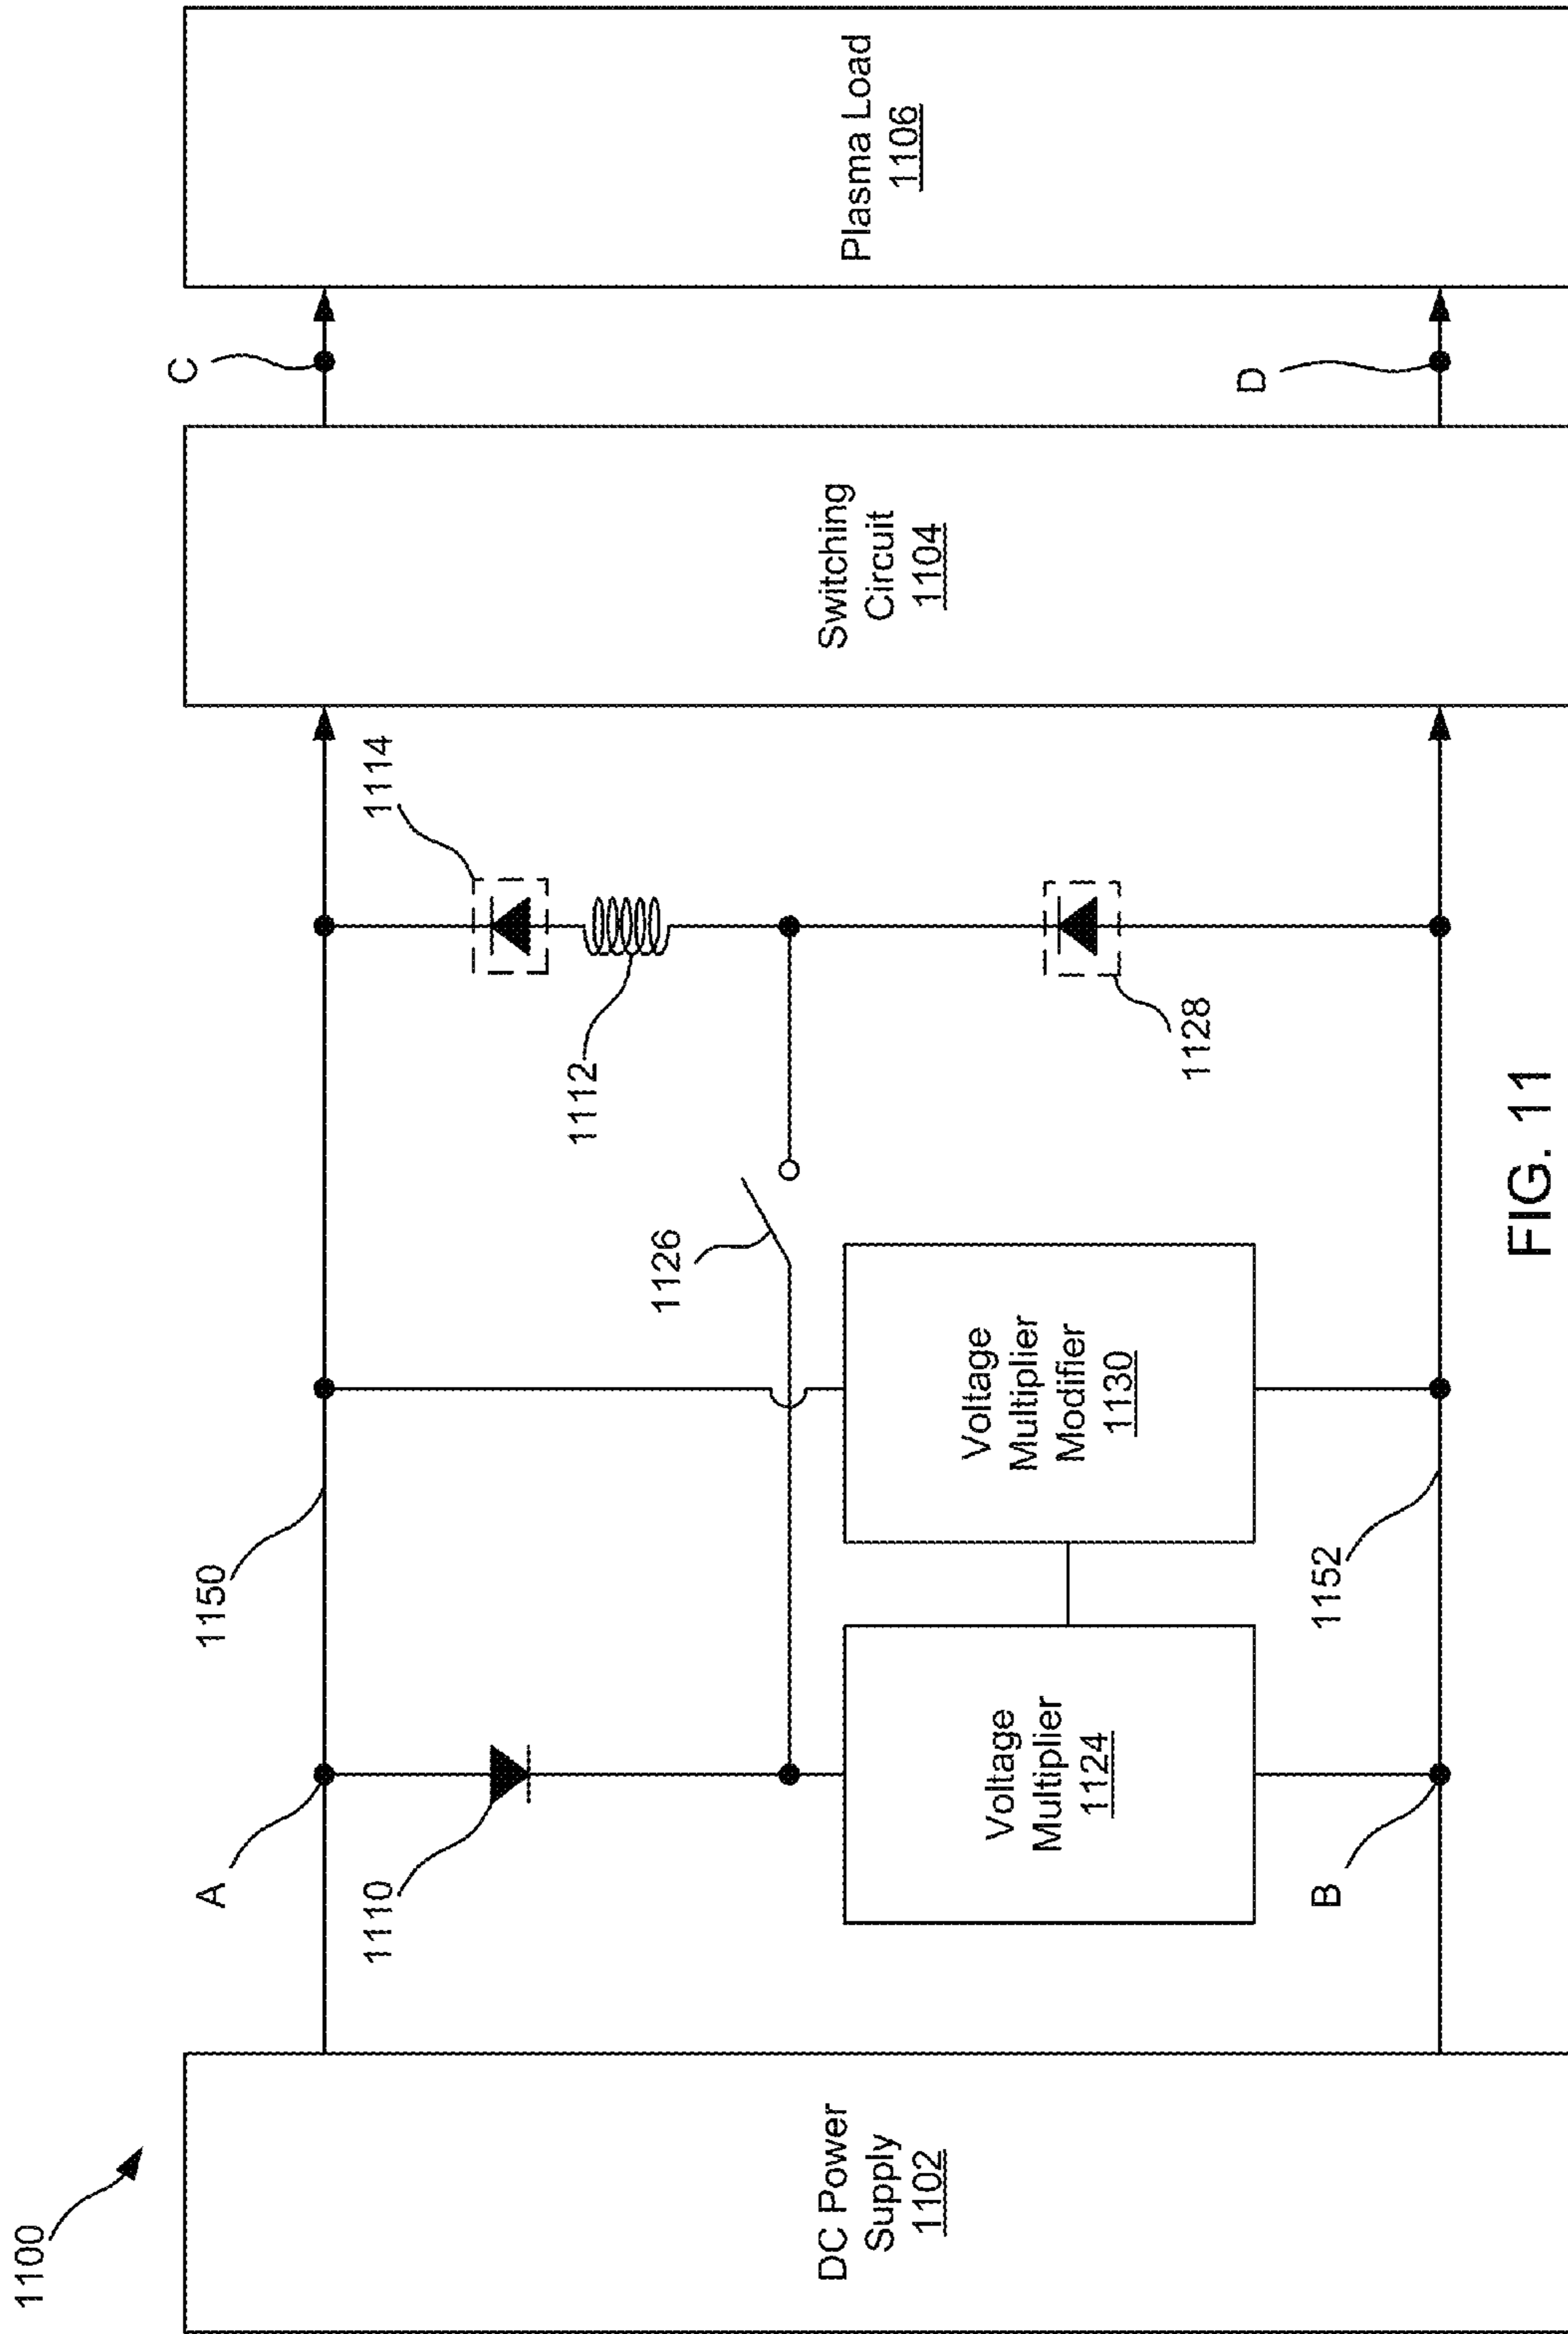 1100
DC Power
Supply
1102
A
1150
1110
1126
1112
1114
Voltage
Multiplier
1124
Voltage
Multiplier
Modifier
1130
1128
B
1152
Switching
Circuit
1104
C
D
Plasma Load
1106
FIG. 11